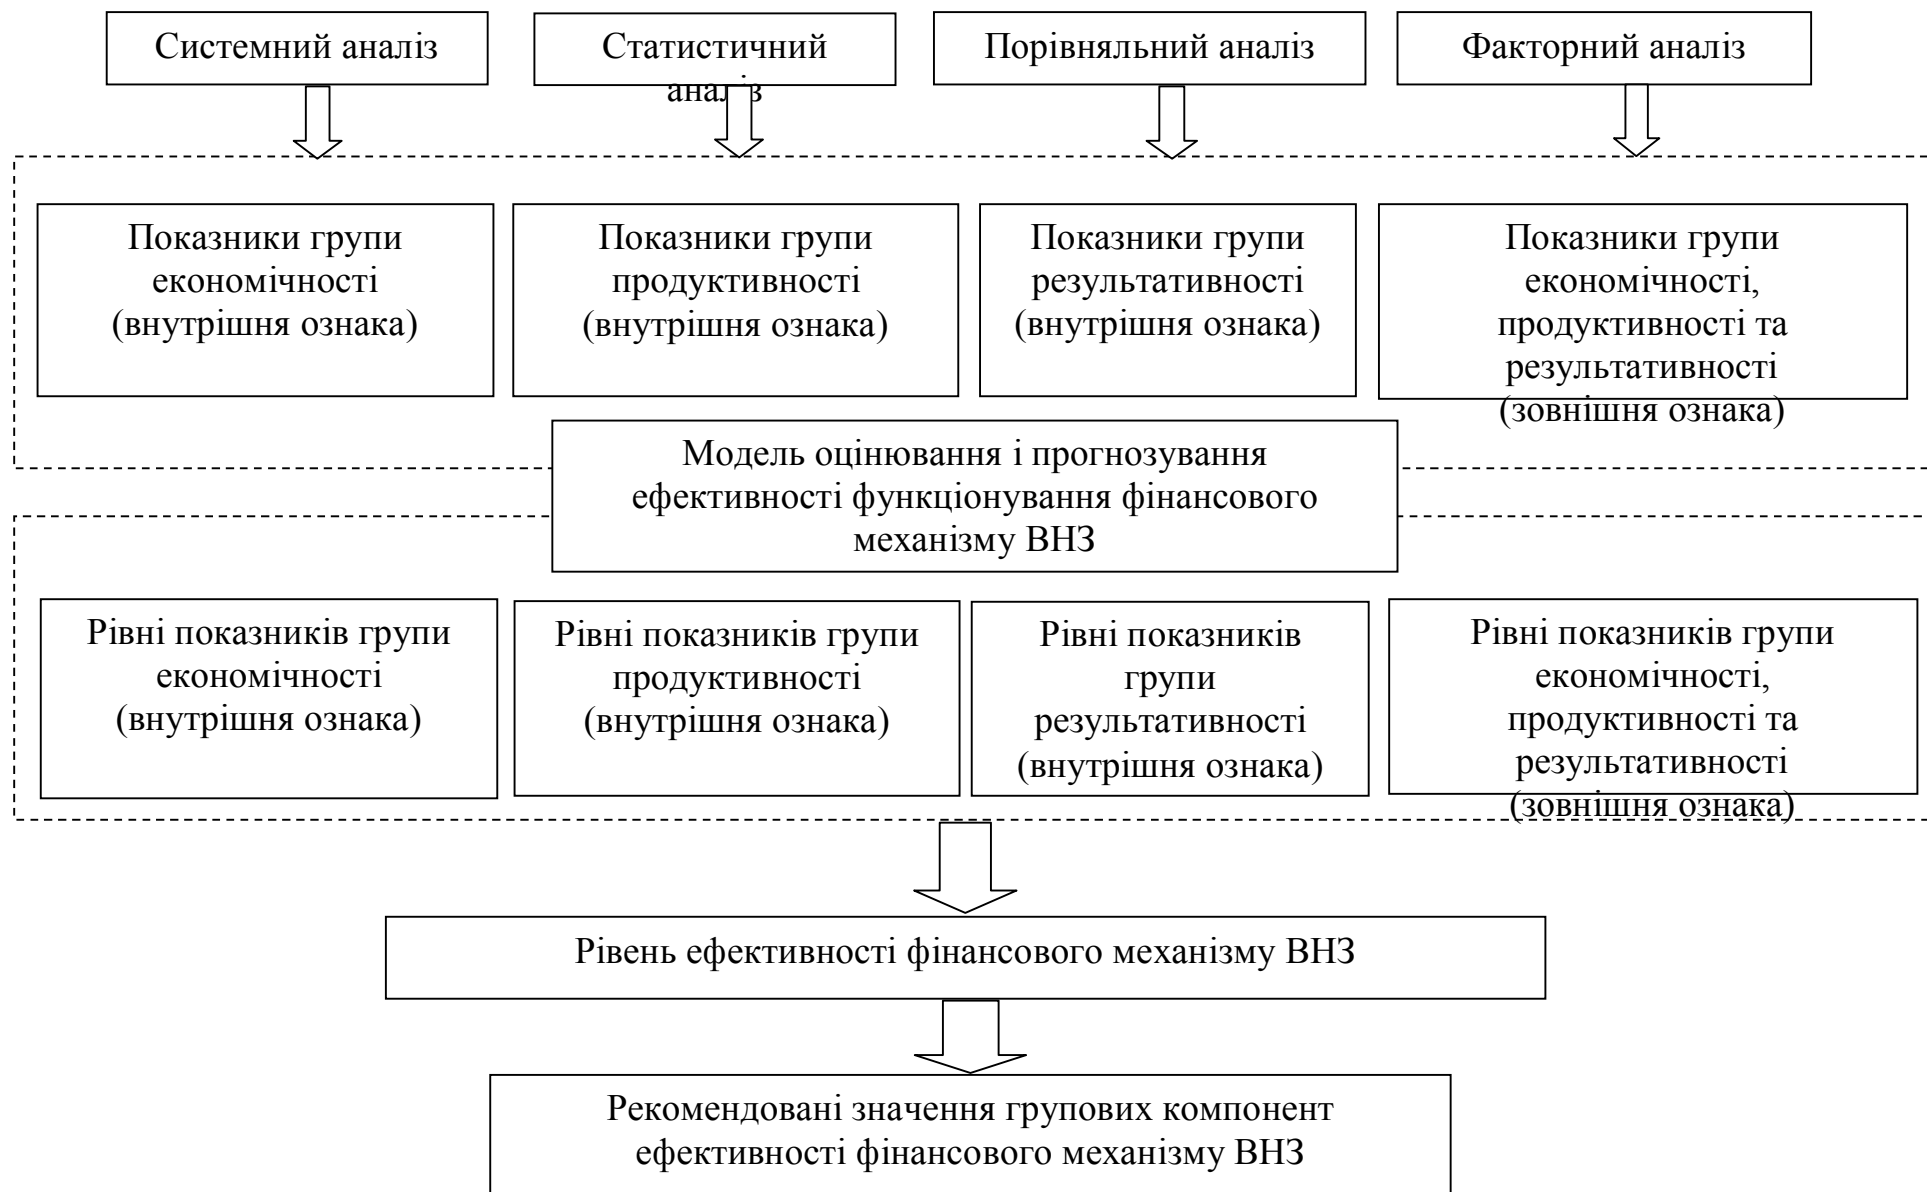 Системний аналіз
Статистичний
аналіз
Порівняльний аналіз
Факторний аналіз
Показники групи
економічності
(внутрішня ознака)
Показники групи
продуктивності
(внутрішня ознака)
Показники групи
результативності
(внутрішня ознака)
Показники групи
економічності,
продуктивності та
результативності
(зовнішня ознака)
Модель оцінювання і прогнозування
ефективності функціонування фінансового
механізму ВНЗ
Рівні показників групи
економічності
(внутрішня ознака)
Рівні показників групи
продуктивності
(внутрішня ознака)
Рівні показників
групи
результативності
(внутрішня ознака)
Рівні показників групи
економічності,
продуктивності та
результативності
(зовнішня ознака)
Рівень ефективності фінансового механізму ВНЗ
Рекомендовані значення групових компонент
ефективності фінансового механізму ВНЗ